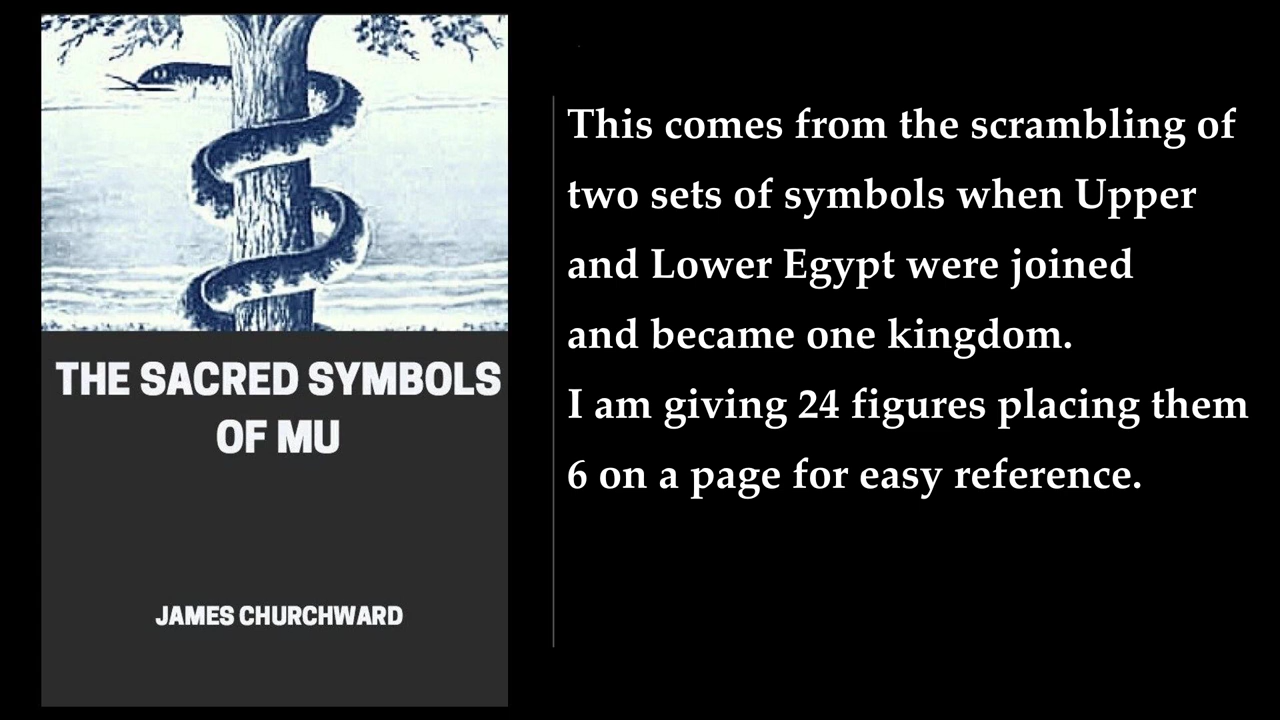 THE SACRED SYMBOLS
OF MU
JAMES CHURCHWARD
This comes from the scrambling of
two sets of symbols when Upper
and Lower Egypt were joined
and became one kingdom.
I am giving 24 figures placing them
6 on a page for easy reference.